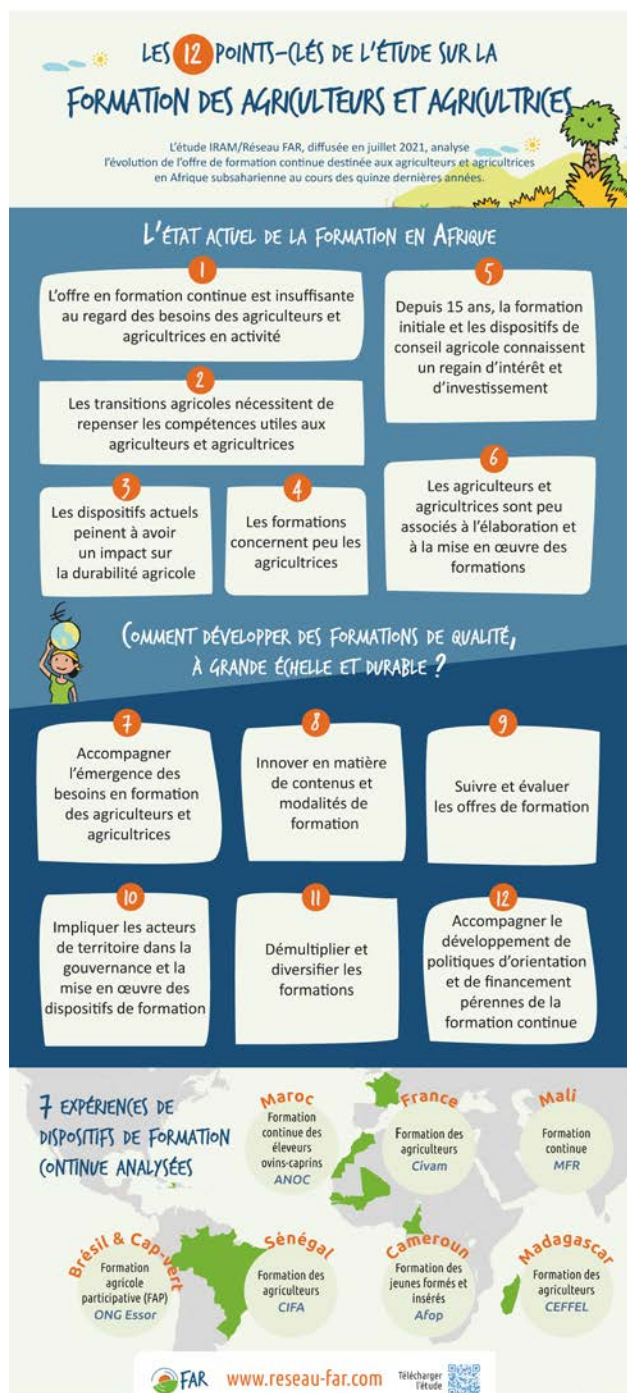 LES 12 POINTS-CLÉS DE L'ÉTUDE SUR LA
FORMATION DES AGRICULTEURS ET AGRICULTRICES
L'étude IRAM/Réseau FAR, diffusée en juillet 2021, analyse
l'évolution de l'offre de formation continue destinée aux agriculteurs et agricultrices
en Afrique subsaharienne au cours des quinze dernières années.
L'ÉTAT ACTUEL DE LA FORMATION EN AFRIQUE
1
L'offre en formation continue est insuffisante
au regard des besoins des agriculteurs et
agricultrices en activité
2
Les transitions agricoles nécessitent de
repenser les compétences utiles aux
agriculteurs et agricultrices
3
Les dispositifs actuels
peinent à avoir
un impact sur
la durabilité agricole
4
Les formations
concernent peu les
agricultrices
5
Depuis 15 ans, la formation
initiale et les dispositifs de
conseil agricole connaissent
un regain d'intérêt et
d'investissement
6
Les agriculteurs et
agricultrices sont peu
associés à l'élaboration et
à la mise en œuvre des
formations
€
COMMENT DÉVELOPPER DES FORMATIONS DE QUALITÉ,
À GRANDE ÉCHELLE ET DURABLE ?
7
Accompagner
l'émergence des
besoins en formation
des agriculteurs et
agricultrices
8
Innover en matière
de contenus et
modalités de
formation
9
Suivre et évaluer
les offres de formation
10
Impliquer les acteurs
de territoire dans la
gouvernance et la
mise en œuvre des
dispositifs de formation
11
Démultiplier et
diversifier les
formations
12
Accompagner le
développement de
politiques d'orientation
et de financement
pérennes de la
formation continue
7 EXPÉRIENCES DE
DISPOSITIFS DE FORMATION
CONTINUE ANALYSÉES
Maroc
Formation
continue des
éleveurs
ovins-caprins
ANOC
France
Formation des
agriculteurs
Civam
Mali
Formation
continue
MFR
Brésil & Cap-vert
Formation
agricole
participative (FAP)
ONG Essor
Sénégal
Formation des
agriculteurs
CIFA
Cameroun
Formation des
jeunes formés et
insérés
Afop
Madagascar
Formation des
agriculteurs
CEFFEL
FAR
www.reseau-far.com
Télécharger
l'étude